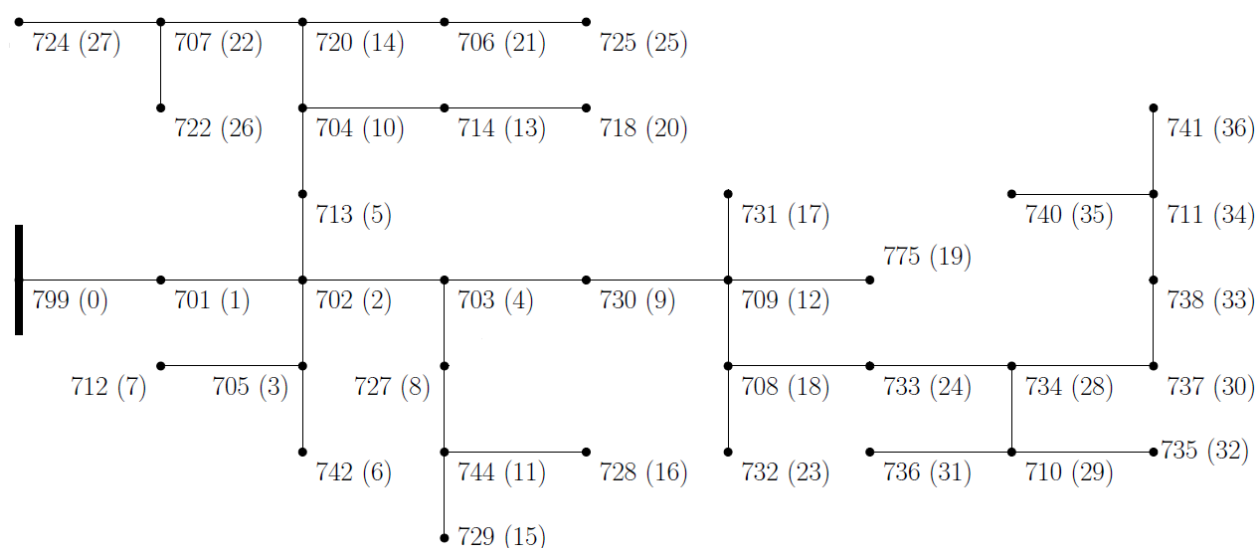 724 (27) 707 (22) 720 (14) 706 (21) 725 (25)
722 (26) 704 (10) 714 (13) 718 (20) 741 (36)
713 (5) 731 (17) 740 (35) 711 (34)
775 (19)
799 (0) 701 (1) 702 (2) 703 (4) 730 (9) 709 (12) 738 (33)
712 (7) 705 (3) 727 (8) 708 (18) 733 (24) 734 (28) 737 (30)
742 (6) 744 (11) 728 (16) 732 (23) 736 (31) 710 (29) 735 (32)
729 (15)